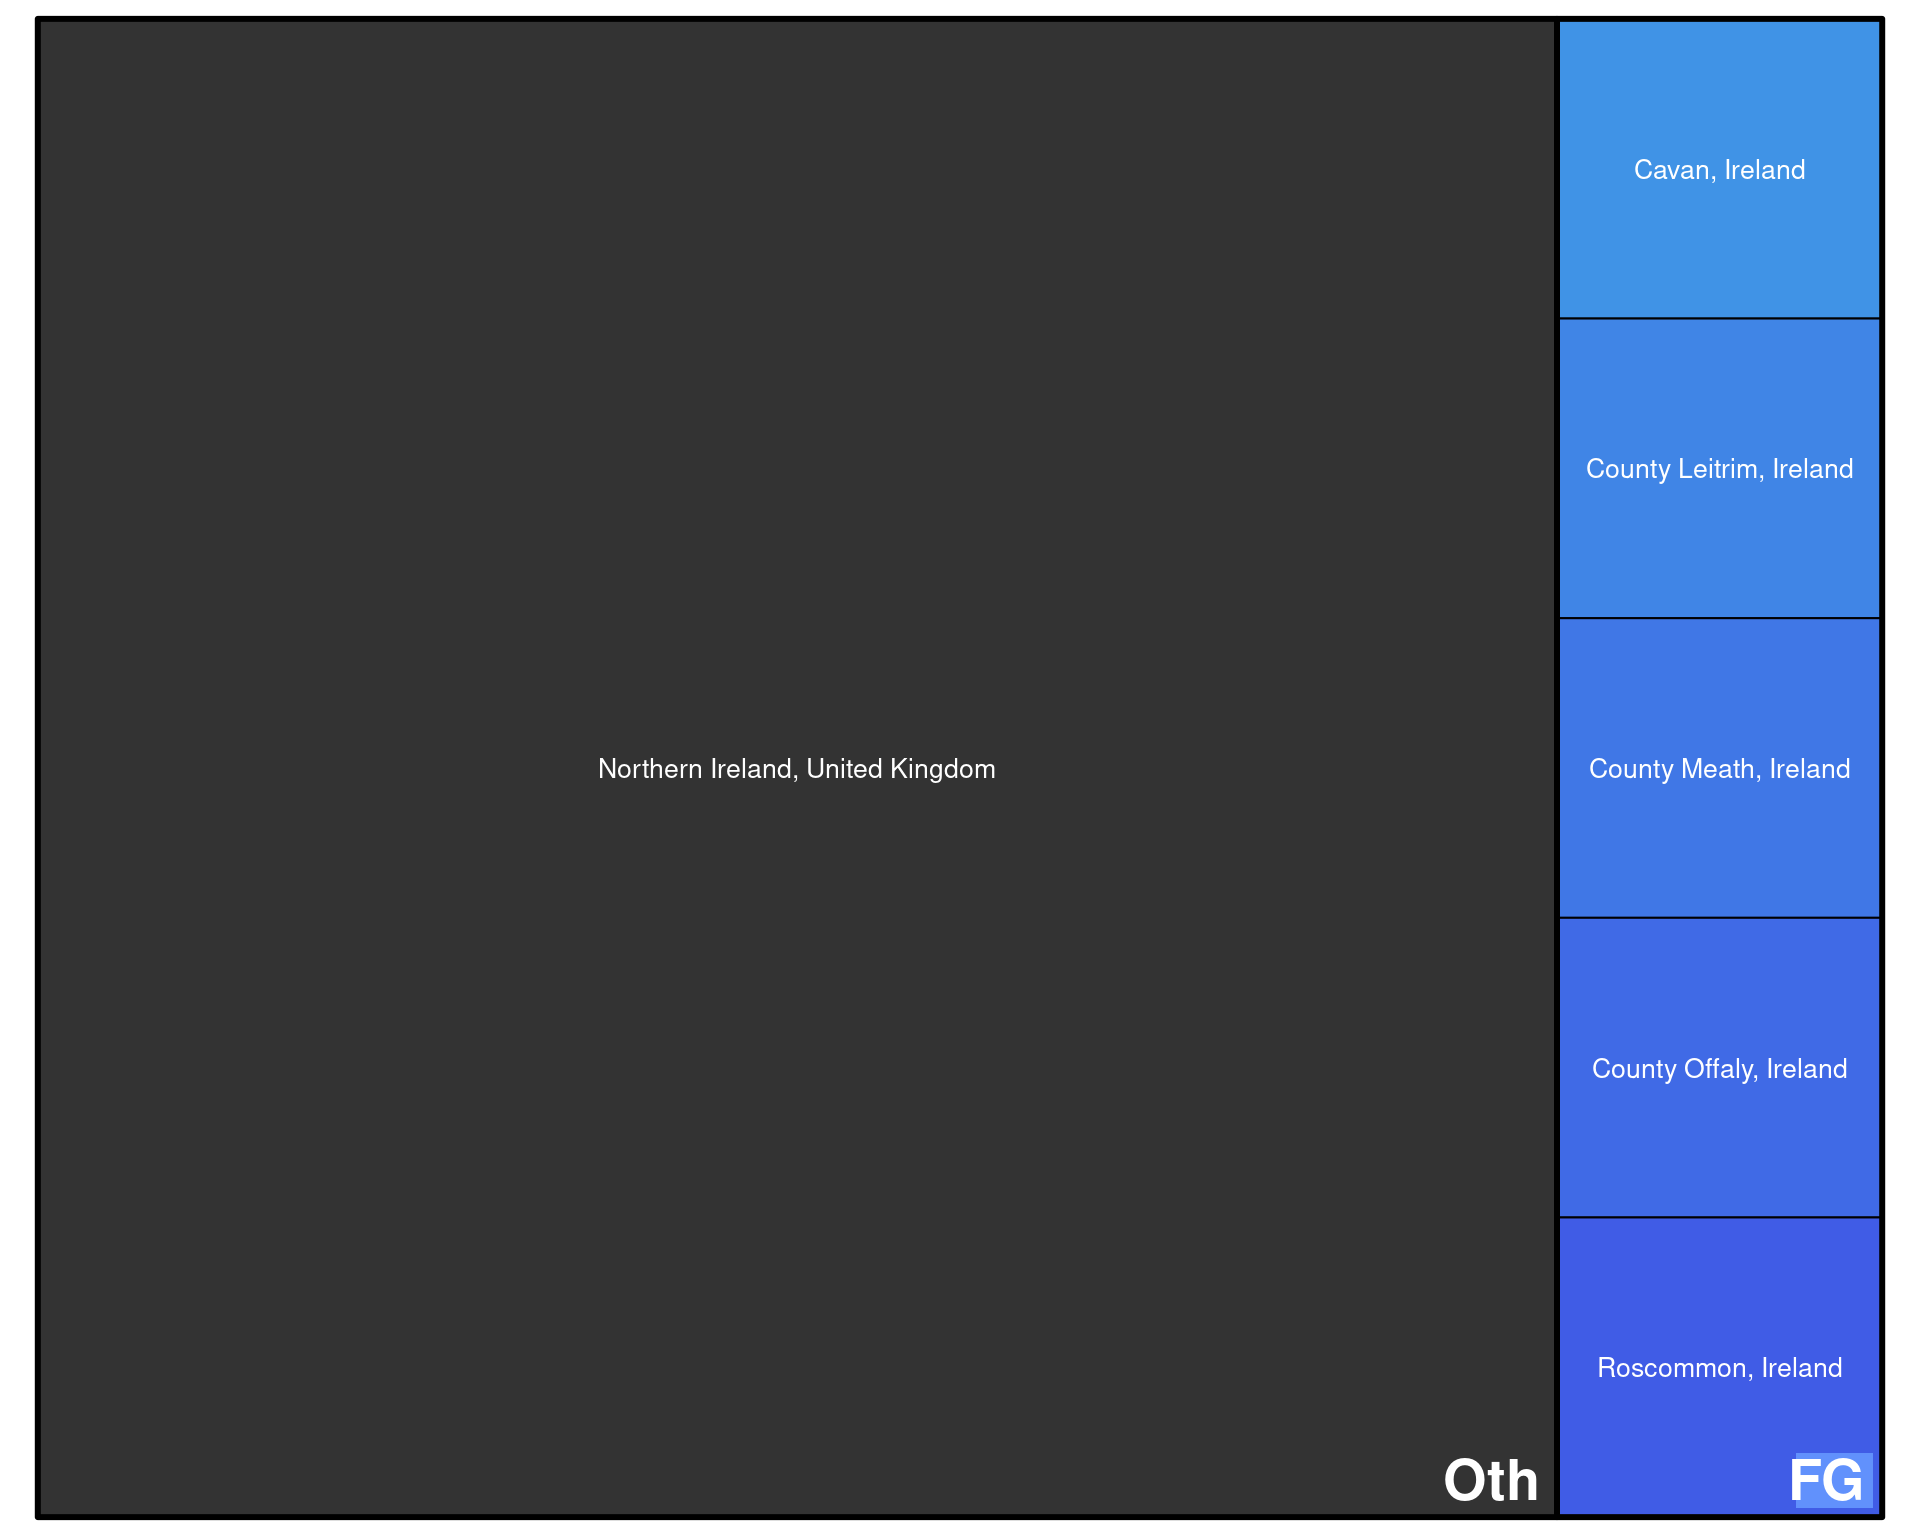 Northern Ireland, United Kingdom
Oth
Cavan, Ireland
County Leitrim, Ireland
County Meath, Ireland
County Offaly, Ireland
Roscommon, Ireland
FG